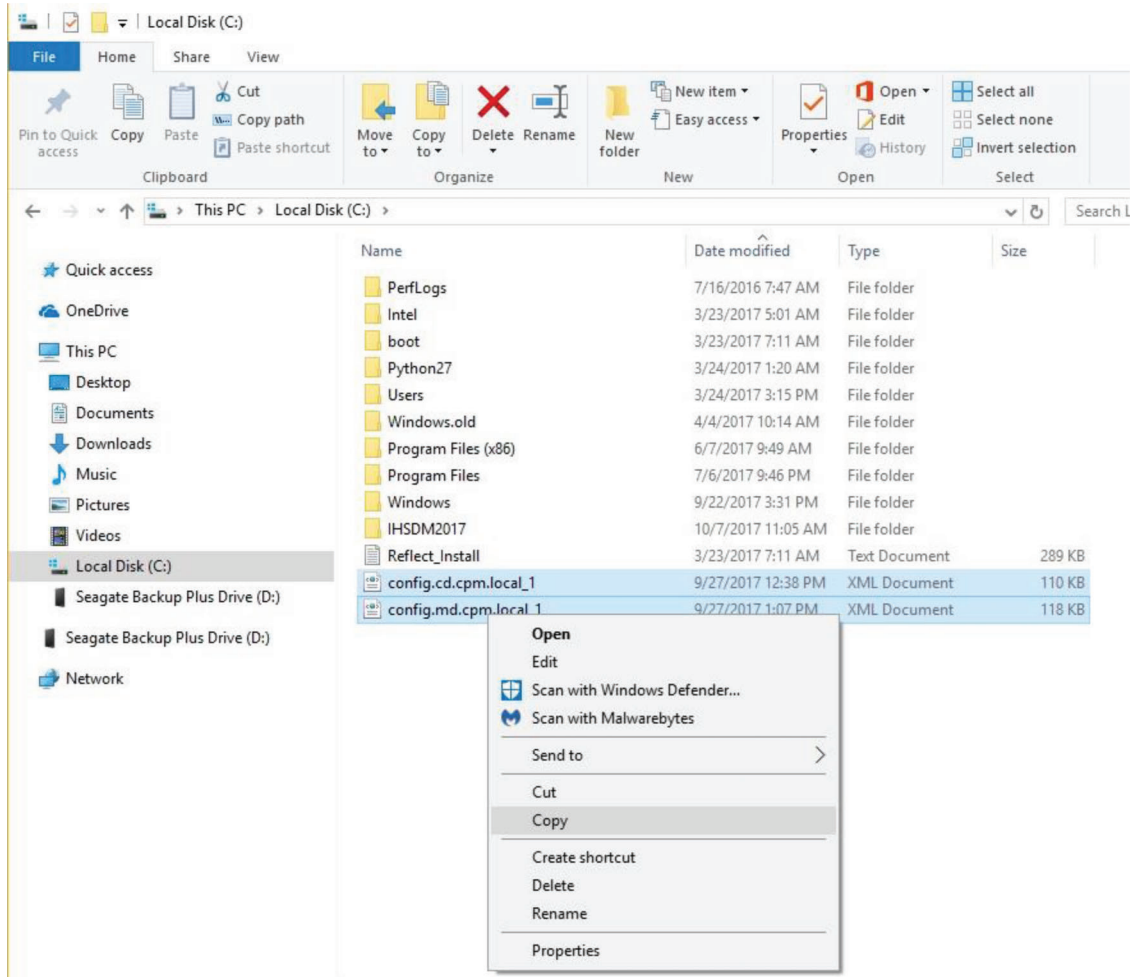 Local Disk (C:)
File Home Share View
Pin to Quick access
Copy
Paste
Cut
Copy path
Paste shortcut
Move to
Copy to
Delete
Rename
New folder
New item
Easy access
Properties
Open
Edit
History
Select all
Select none
Invert selection
Clipboard Organize New Open Select
This PC > Local Disk (C:) >
Search L
Quick access
OneDrive
This PC
Desktop
Documents
Downloads
Music
Pictures
Videos
Local Disk (C:)
Seagate Backup Plus Drive (D:)
Seagate Backup Plus Drive (D:)
Network
Name Date modified Type Size
PerfLogs 7/16/2016 7:47 AM File folder
Intel 3/23/2017 5:01 AM File folder
boot 3/23/2017 7:11 AM File folder
Python27 3/24/2017 1:20 AM File folder
Users 3/24/2017 3:15 PM File folder
Windows.old 4/4/2017 10:14 AM File folder
Program Files (x86) 6/7/2017 9:49 AM File folder
Program Files 7/6/2017 9:46 PM File folder
Windows 9/22/2017 3:31 PM File folder
IHSDM2017 10/7/2017 11:05 AM File folder
Reflect_Install 3/23/2017 7:11 AM Text Document 289 KB
config.cd.cpm.local_1 9/27/2017 12:38 PM XML Document 110 KB
config.md.cpm.local_1 9/27/2017 1:07 PM XML Document 118 KB
Open
Edit
Scan with Windows Defender...
Scan with Malwarebytes
Send to
Cut
Copy
Create shortcut
Delete
Rename
Properties